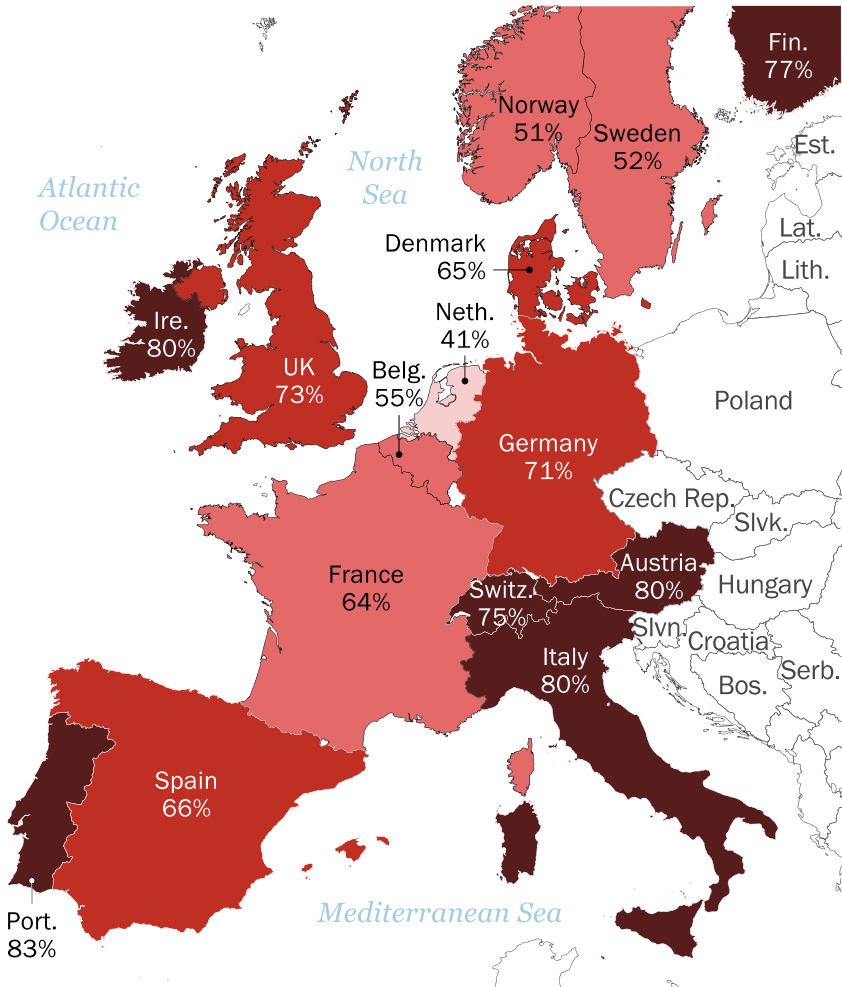 Fin.
77%
Norway
51%
Sweden
52%
Est.
North
Sea
Atlantic
Ocean
Lat.
Denmark
65%
Lith.
Neth.
41%
Ire.
80%
UK
73%
Belg.
55%
Poland
Germany
71%
Czech Rep.
Slvk.
France
64%
Switz.
75%
Austria
80%
Hungary
Slvn.
Croatia
Italy
80%
Bos.
Serb.
Spain
66%
Port.
83%
Mediterranean Sea